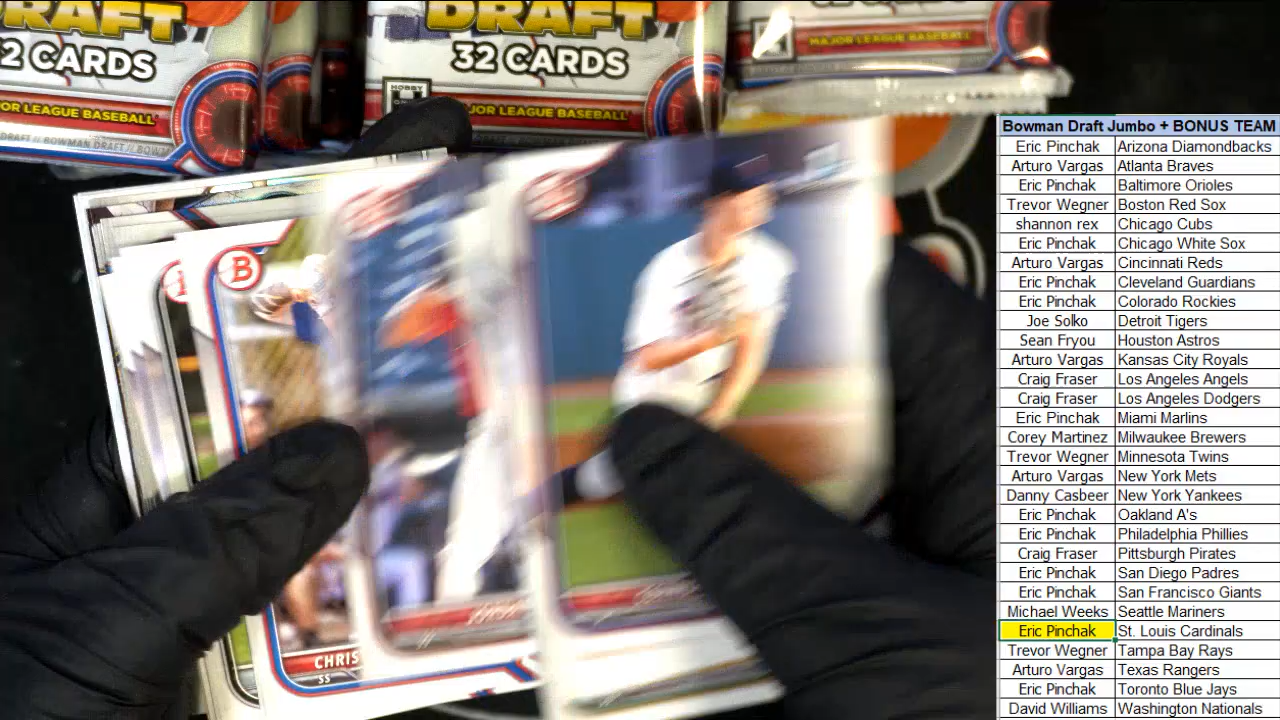 DRAFT
2 CARDS
OR LEAGUE BASEBALL
DRAFT // BOWMAN DRAFT // BOWM
DRAFT
32 CARDS
HOBBY
JOR LEAGUE BASEBALL
MAJOR LEAGUE BASEBALL
B
CHRIS
SS
Bowman Draft Jumbo + BONUS TEAM
Eric Pinchak Arizona Diamondbacks
Arturo Vargas Atlanta Braves
Eric Pinchak Baltimore Orioles
Trevor Wegner Boston Red Sox
shannon rex Chicago Cubs
Eric Pinchak Chicago White Sox
Arturo Vargas Cincinnati Reds
Eric Pinchak Cleveland Guardians
Eric Pinchak Colorado Rockies
Joe Solko Detroit Tigers
Sean Fryou Houston Astros
Arturo Vargas Kansas City Royals
Craig Fraser Los Angeles Angels
Craig Fraser Los Angeles Dodgers
Eric Pinchak Miami Marlins
Corey Martinez Milwaukee Brewers
Trevor Wegner Minnesota Twins
Arturo Vargas New York Mets
Danny Casbeer New York Yankees
Eric Pinchak Oakland A's
Eric Pinchak Philadelphia Phillies
Craig Fraser Pittsburgh Pirates
Eric Pinchak San Diego Padres
Eric Pinchak San Francisco Giants
Michael Weeks Seattle Mariners
Eric Pinchak St. Louis Cardinals
Trevor Wegner Tampa Bay Rays
Arturo Vargas Texas Rangers
Eric Pinchak Toronto Blue Jays
David Williams Washington Nationals